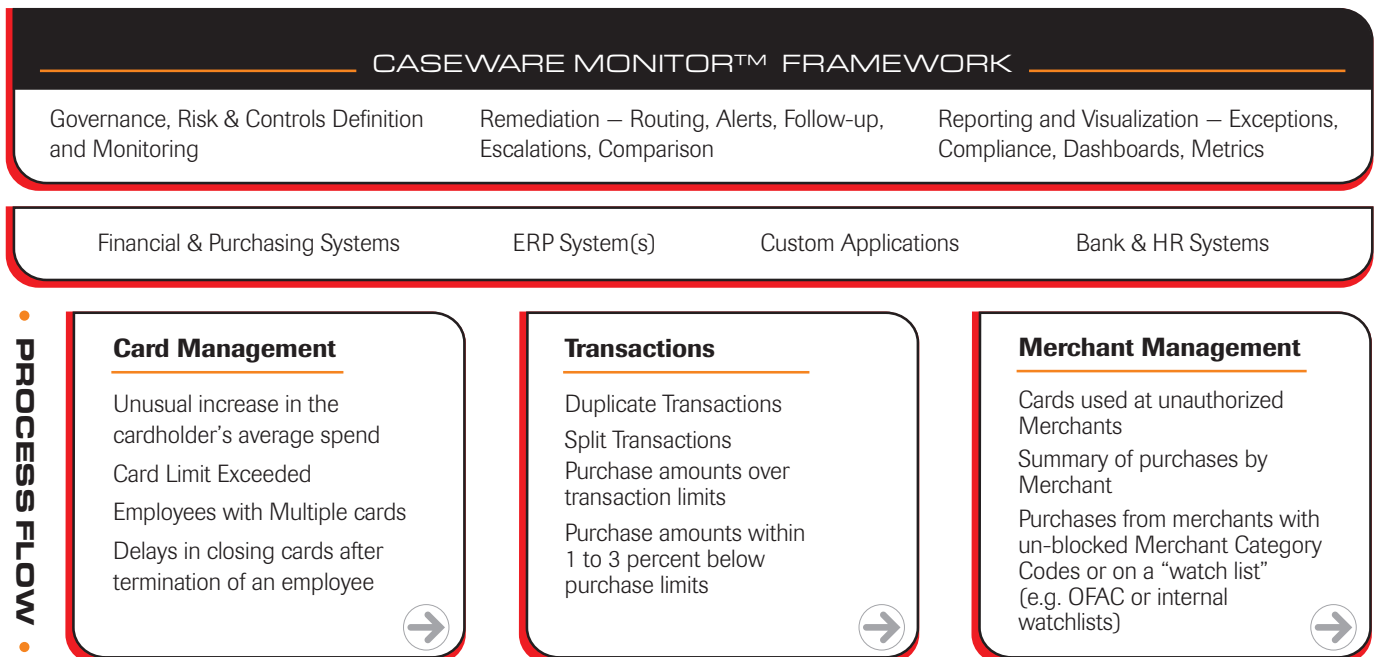 CASEWARE MONITOR™ FRAMEWORK
Governance, Risk & Controls Definition
and Monitoring
Remediation – Routing, Alerts, Follow-up,
Escalations, Comparison
Reporting and Visualization – Exceptions,
Compliance, Dashboards, Metrics
Financial & Purchasing Systems
ERP System(s)
Custom Applications
Bank & HR Systems
• PROCESS FLOW •
Card Management
Unusual increase in the
cardholder's average spend
Card Limit Exceeded
Employees with Multiple cards
Delays in closing cards after
termination of an employee
Transactions
Duplicate Transactions
Split Transactions
Purchase amounts over
transaction limits
Purchase amounts within
1 to 3 percent below
purchase limits
Merchant Management
Cards used at unauthorized
Merchants
Summary of purchases by
Merchant
Purchases from merchants with
un-blocked Merchant Category
Codes or on a “watch list”
(e.g. OFAC or internal
watchlists)